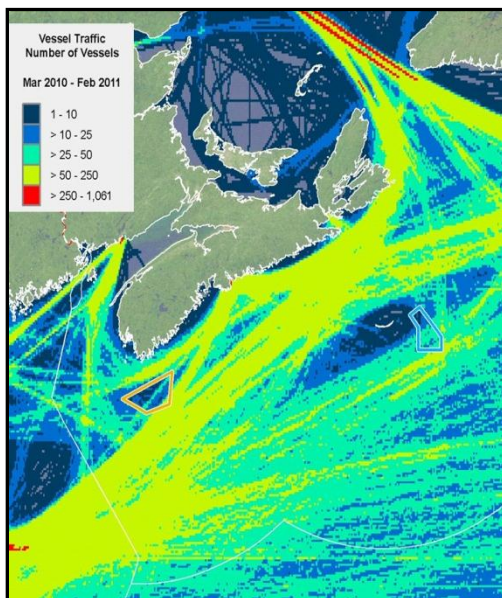 Vessel Traffic
Number of Vessels
Mar 2010 - Feb 2011
1 - 10
> 10 - 25
> 25 - 50
> 50 - 250
> 250 - 1,061